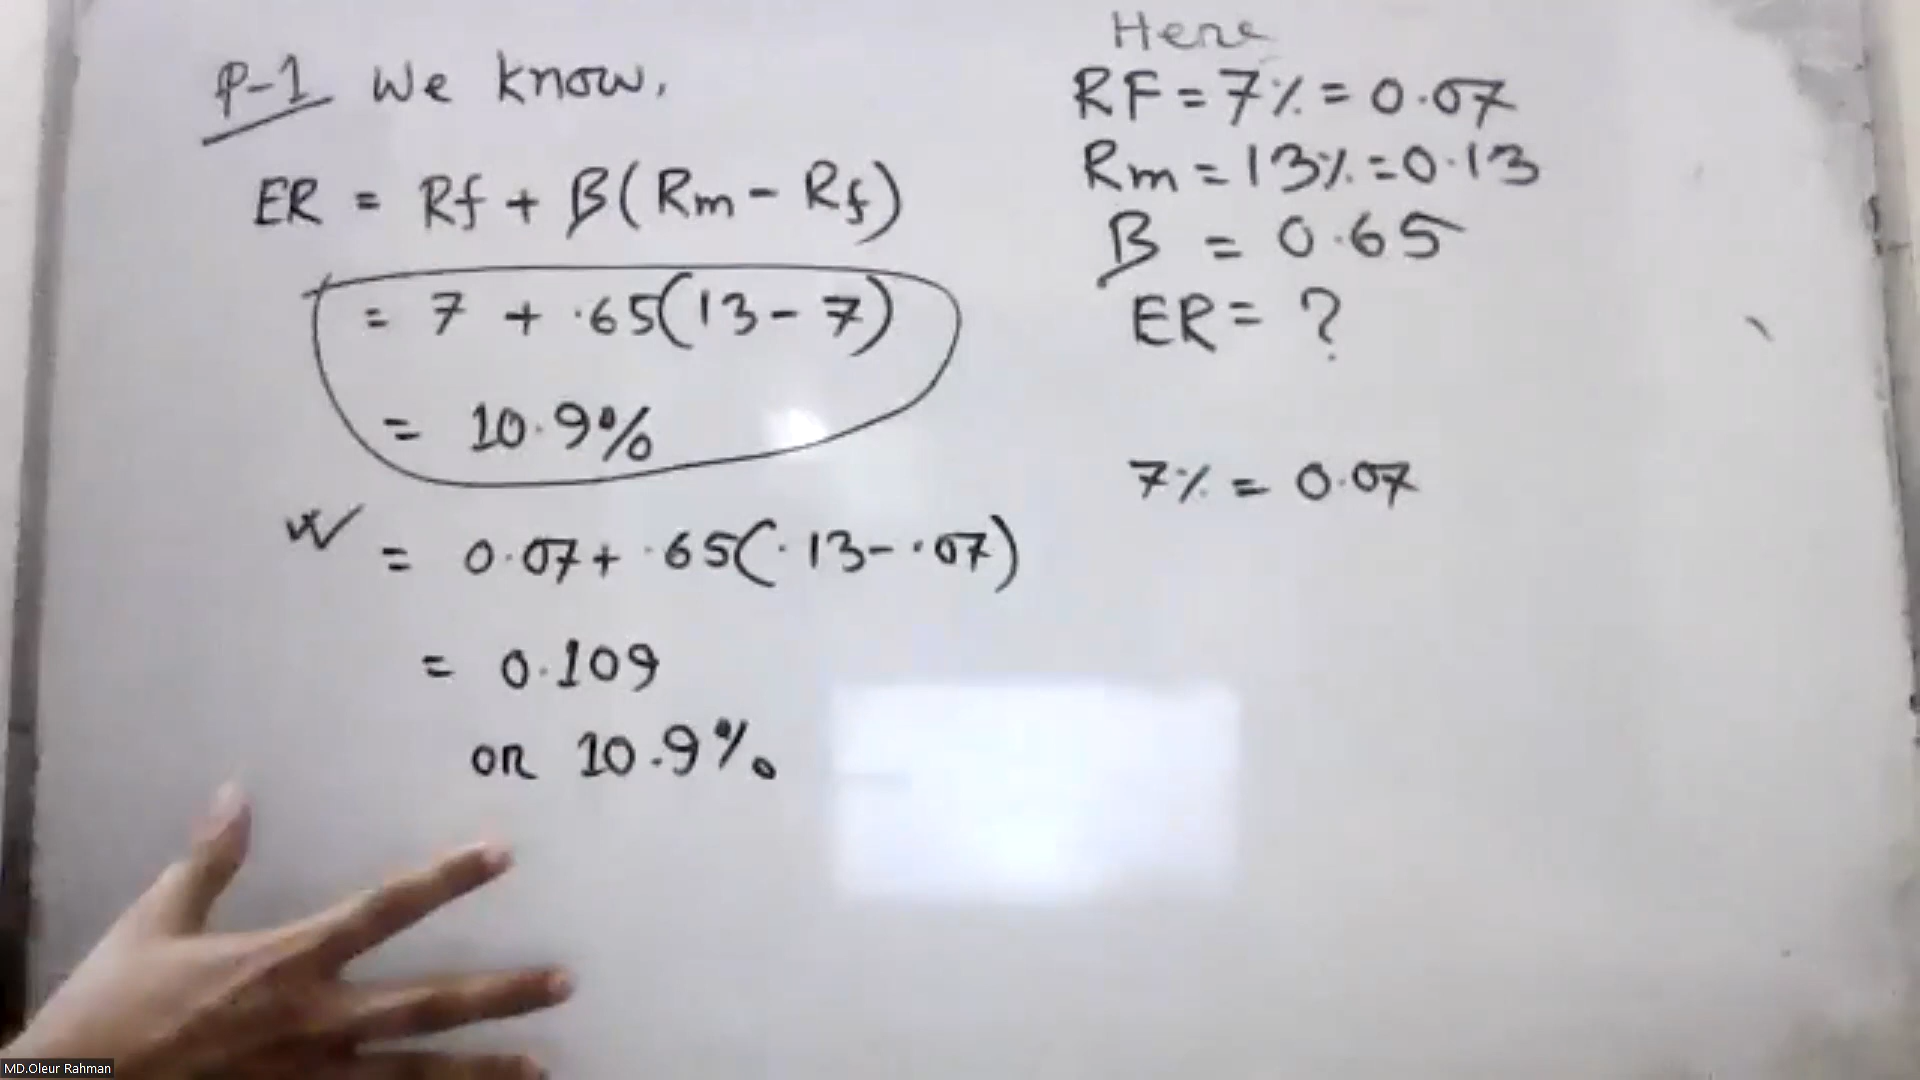 P-1 We know,
ER = Rf + β(Rm - Rf)
= 7 + .65(13 - 7)
= 10.9%
= 0.07 + .65(.13 - .07)
= 0.109
or 10.9%
Here
RF = 7% = 0.07
Rm = 13% = 0.13
β = 0.65
ER = ?
7% = 0.07
MD.Oleur Rahman